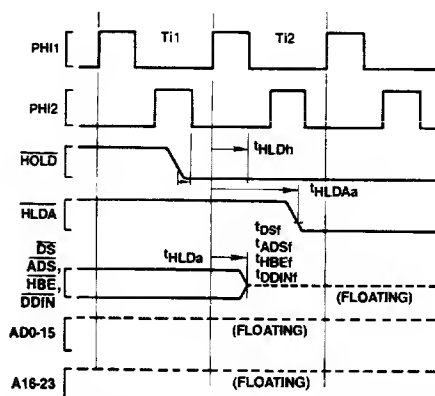 PHI1
Ti1
Ti2
PHI2
HOLD
tHLDh
tHLDAa
HLDA
tDSf
tADSf
tHBEf
tDDINf
tHLDa
DS
ADS,
HBE,
DDIN
(FLOATING)
AD0-15
(FLOATING)
A16-23
(FLOATING)